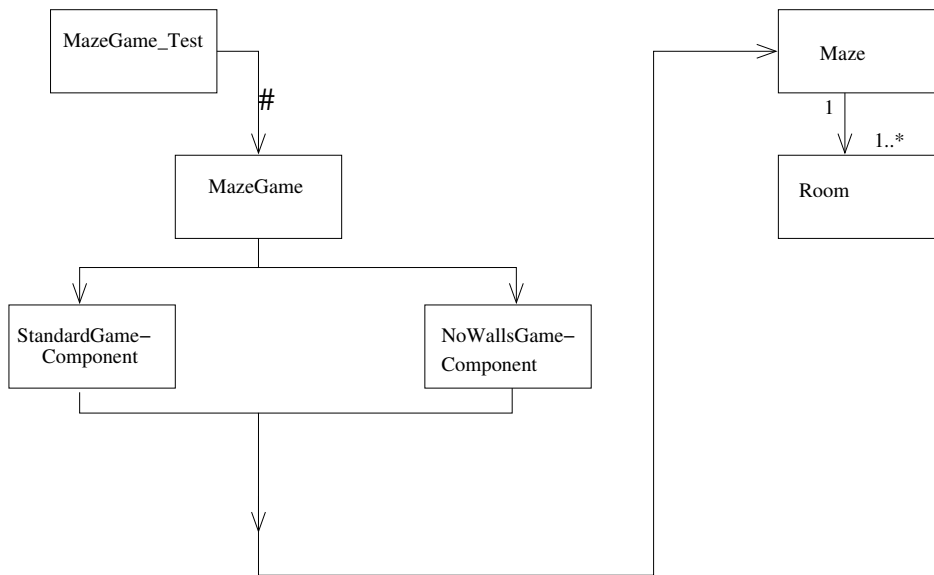 MazeGame_Test
Maze
#
1
1..*
MazeGame
Room
StandardGame−
Component
NoWallsGame−
Component